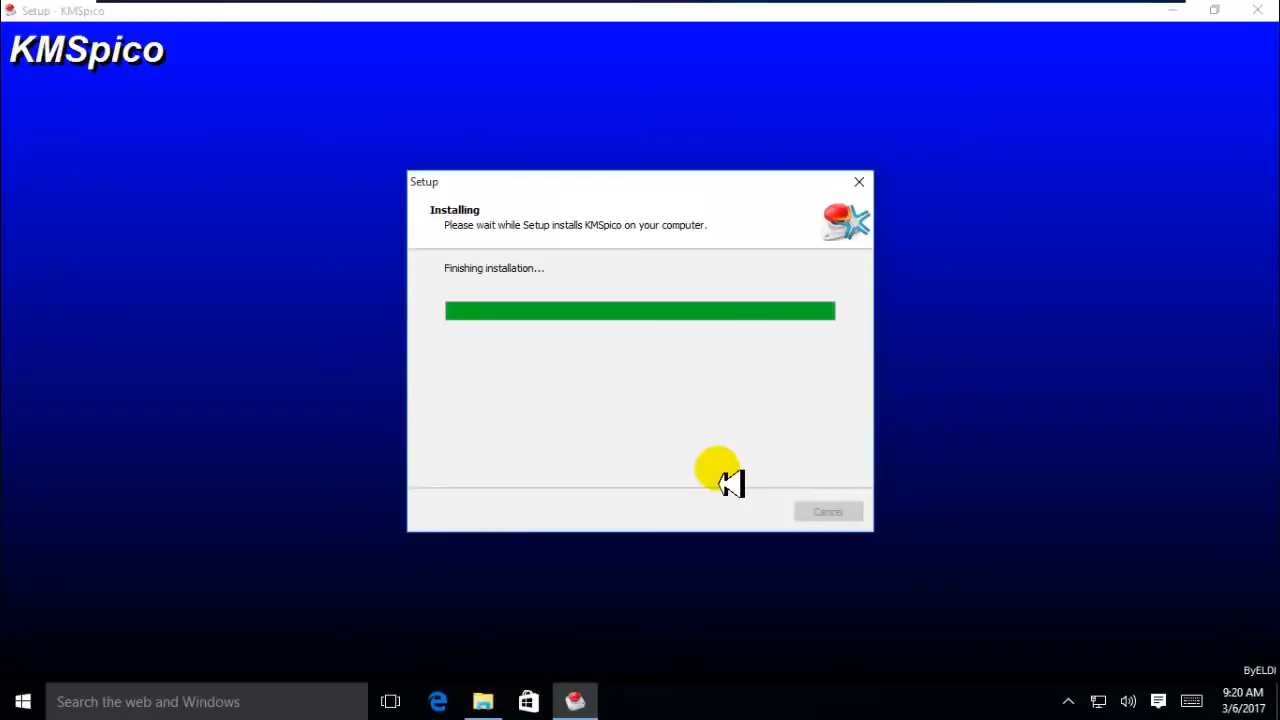 Setup - KMSpico
KMSpico
Setup
Installing
Please wait while Setup installs KMSpico on your computer.
Finishing installation...
Cancel
ByELDI
Search the web and Windows
9:20 AM
3/6/2017